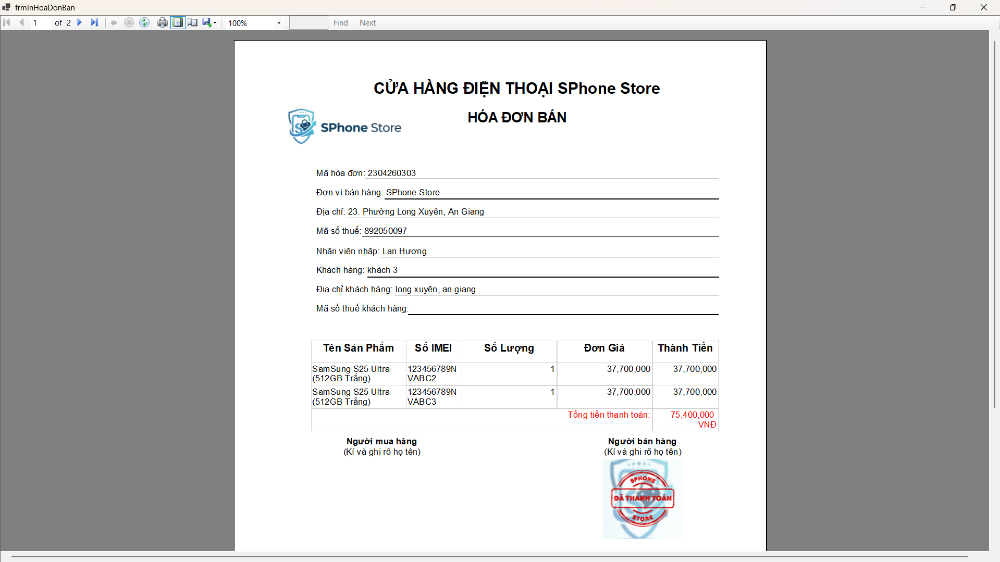 frmInHoaDonBan
1 of 2 100% Find Next
CỬA HÀNG ĐIỆN THOẠI SPhone Store
HÓA ĐƠN BÁN
SPhone Store
Mã hóa đơn: 2304260303
Đơn vị bán hàng: SPhone Store
Địa chỉ: 23. Phường Long Xuyên, An Giang
Mã số thuế: 892050097
Nhân viên nhập: Lan Hương
Khách hàng: khách 3
Địa chỉ khách hàng: long xuyên, an giang
Mã số thuế khách hàng:
Tên Sản Phẩm Số IMEI Số Lượng Đơn Giá Thành Tiền
SamSung S25 Ultra 123456789N 1 37,700,000 37,700,000
(512GB Trắng) VABC2
SamSung S25 Ultra 123456789N 1 37,700,000 37,700,000
(512GB Trắng) VABC3
Tổng tiền thanh toán: 75,400,000
VNĐ
Người mua hàng Người bán hàng
(Kí và ghi rõ họ tên) (Kí và ghi rõ họ tên)
SPHONE
ĐÃ THANH TOÁN
STORE